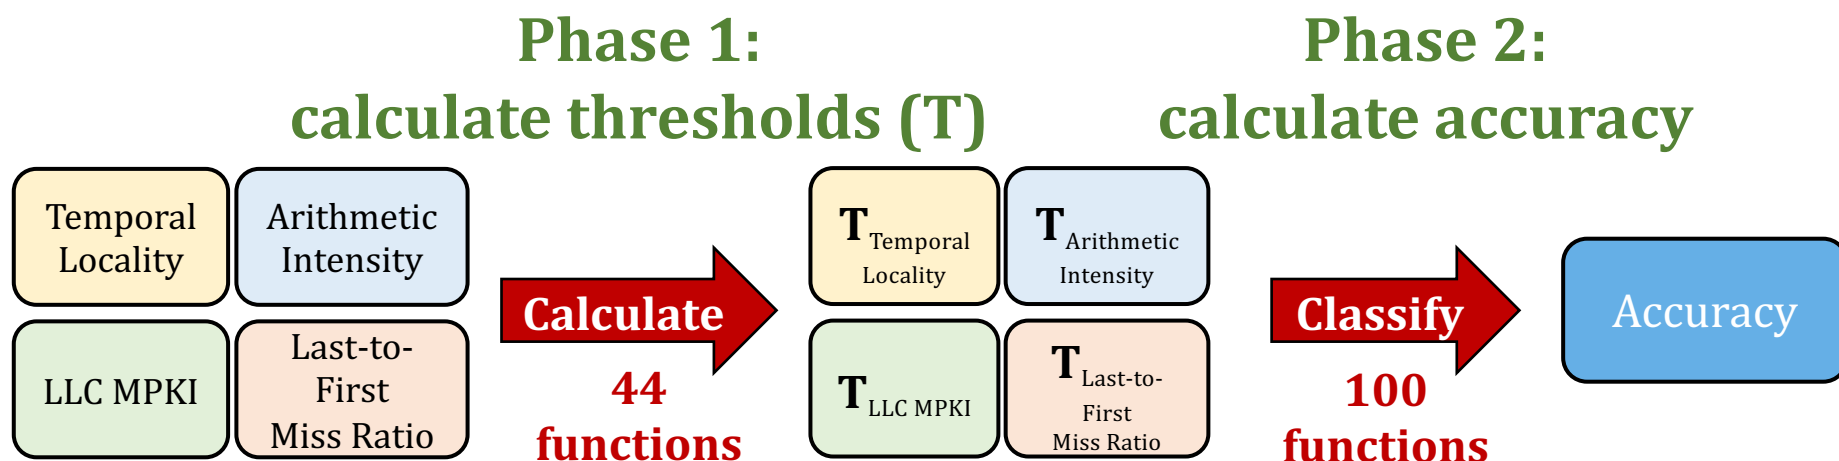 Phase 1:
calculate thresholds (T)
Phase 2:
calculate accuracy
Temporal
Locality
Arithmetic
Intensity
LLC MPKI
Last-to-
First
Miss Ratio
Calculate
44
functions
T Temporal
Locality
T Arithmetic
Intensity
T LLC MPKI
T Last-to-
First
Miss Ratio
Classify
100
functions
Accuracy